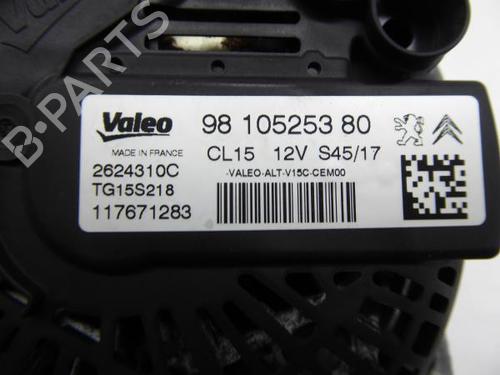 Valeo
B-PARTS
Valeo 98 105253 80
MADE IN FRANCE CL15 12V S45/17
2624310C -VALEO-ALT-V15C-CEM00
TG15S218
117671283